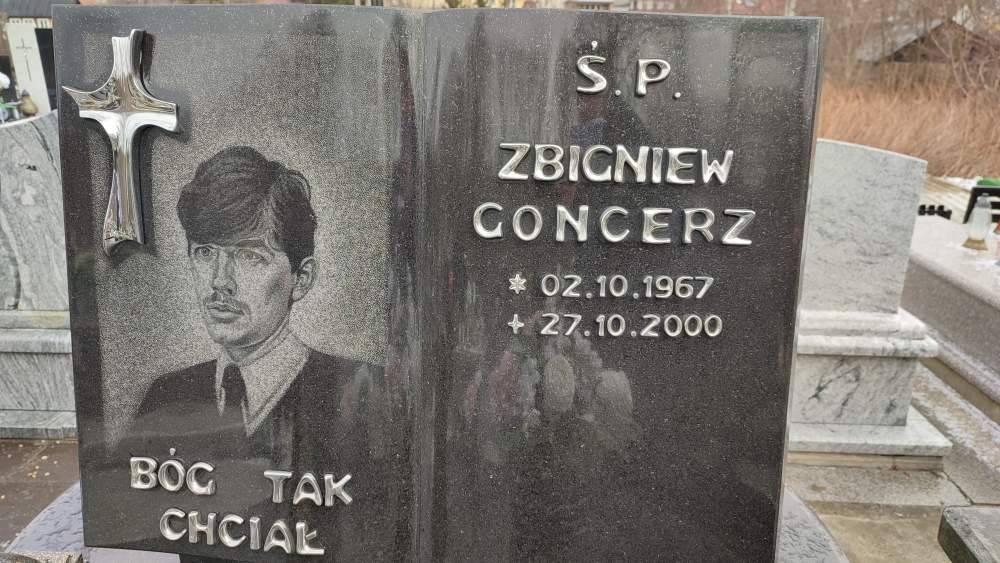 BÓG TAK
CHCIAŁ
Ś.P.
ZBIGNIEW
GONCERZ
* 02.10.1967
+ 27.10.2000